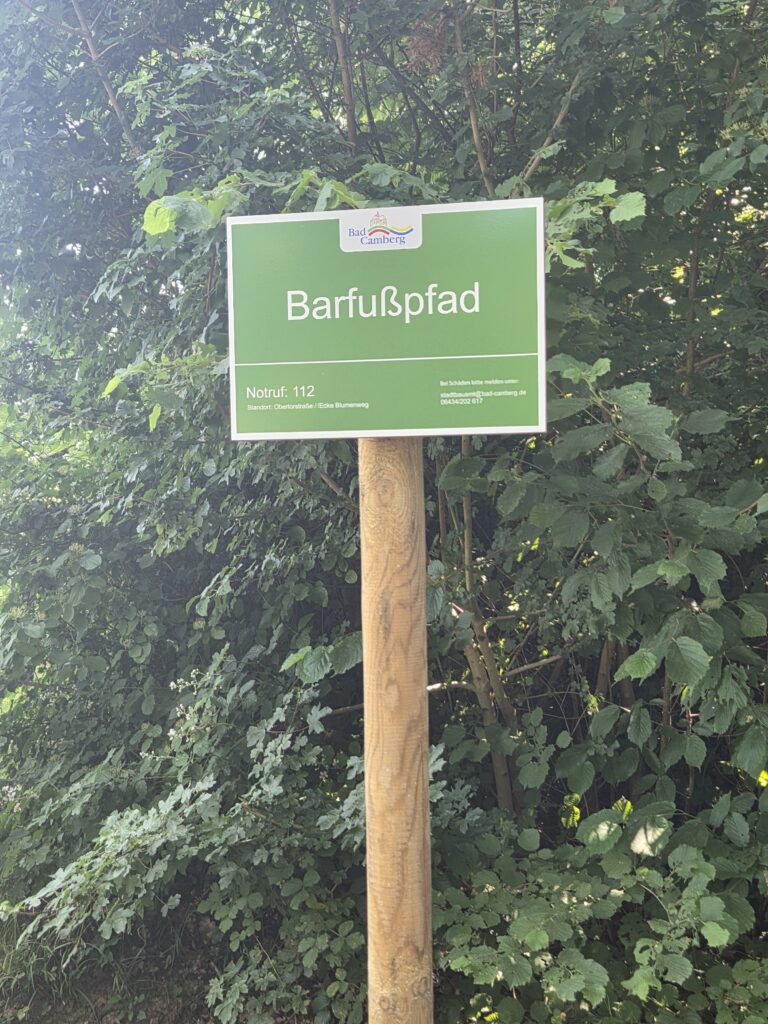 Bad
Camberg
Barfußpfad
Notruf: 112
Standort: Obertorstraße / /Ecke Blumenweg
Bei Schäden bitte melden unter:
stadtbauamt@bad-camberg.de
06434/202 617